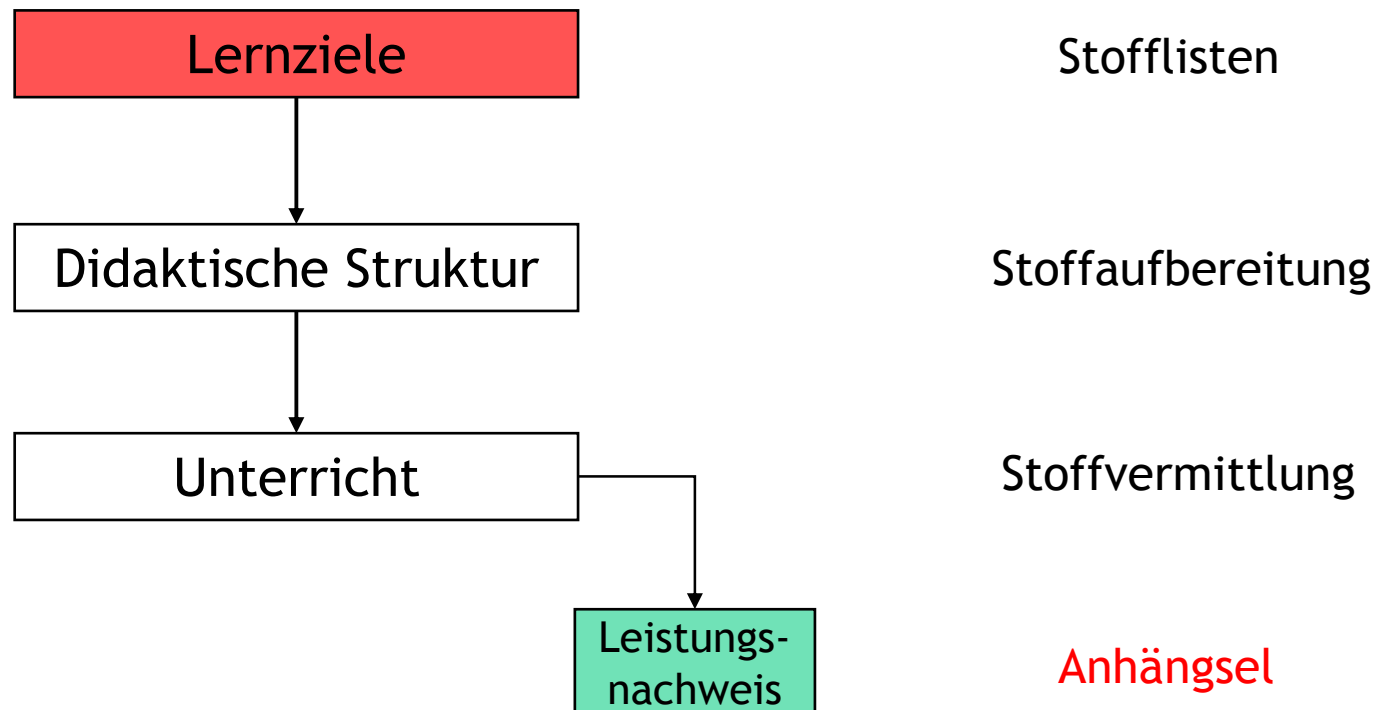 Lernziele
Stofflisten
Didaktische Struktur
Stoffaufbereitung
Unterricht
Stoffvermittlung
Leistungs-
nachweis
Anhängsel